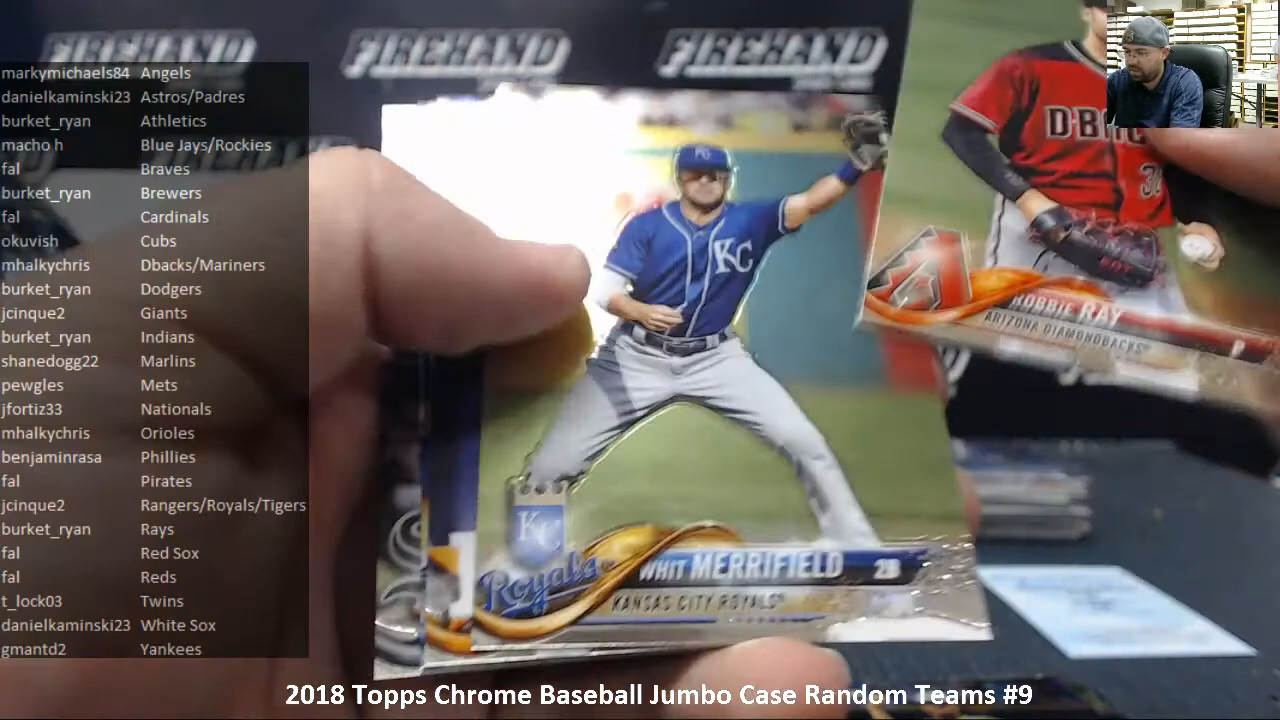 FIREHAND FIREHAND FIREHAND
markymichaels84 Angels
danielkaminski23 Astros/Padres
burket_ryan Athletics
macho h Blue Jays/Rockies
fal Braves
burket_ryan Brewers
fal Cardinals
okuvish Cubs
mhalkychris Dbacks/Mariners
burket_ryan Dodgers
jcinque2 Giants
burket_ryan Indians
shanedogg22 Marlins
pewgles Mets
jfortiz33 Nationals
mhalkychris Orioles
benjaminrasa Phillies
fal Pirates
jcinque2 Rangers/Royals/Tigers
burket_ryan Rays
fal Red Sox
fal Reds
t_lock03 Twins
danielkaminski23 White Sox
gmantd2 Yankees
KC
KC
Royals
WHIT MERRIFIELD 2B
KANSAS CITY ROYALS
ROBBIE RAY P
ARIZONA DIAMONDBACKS
2018 Topps Chrome Baseball Jumbo Case Random Teams #9